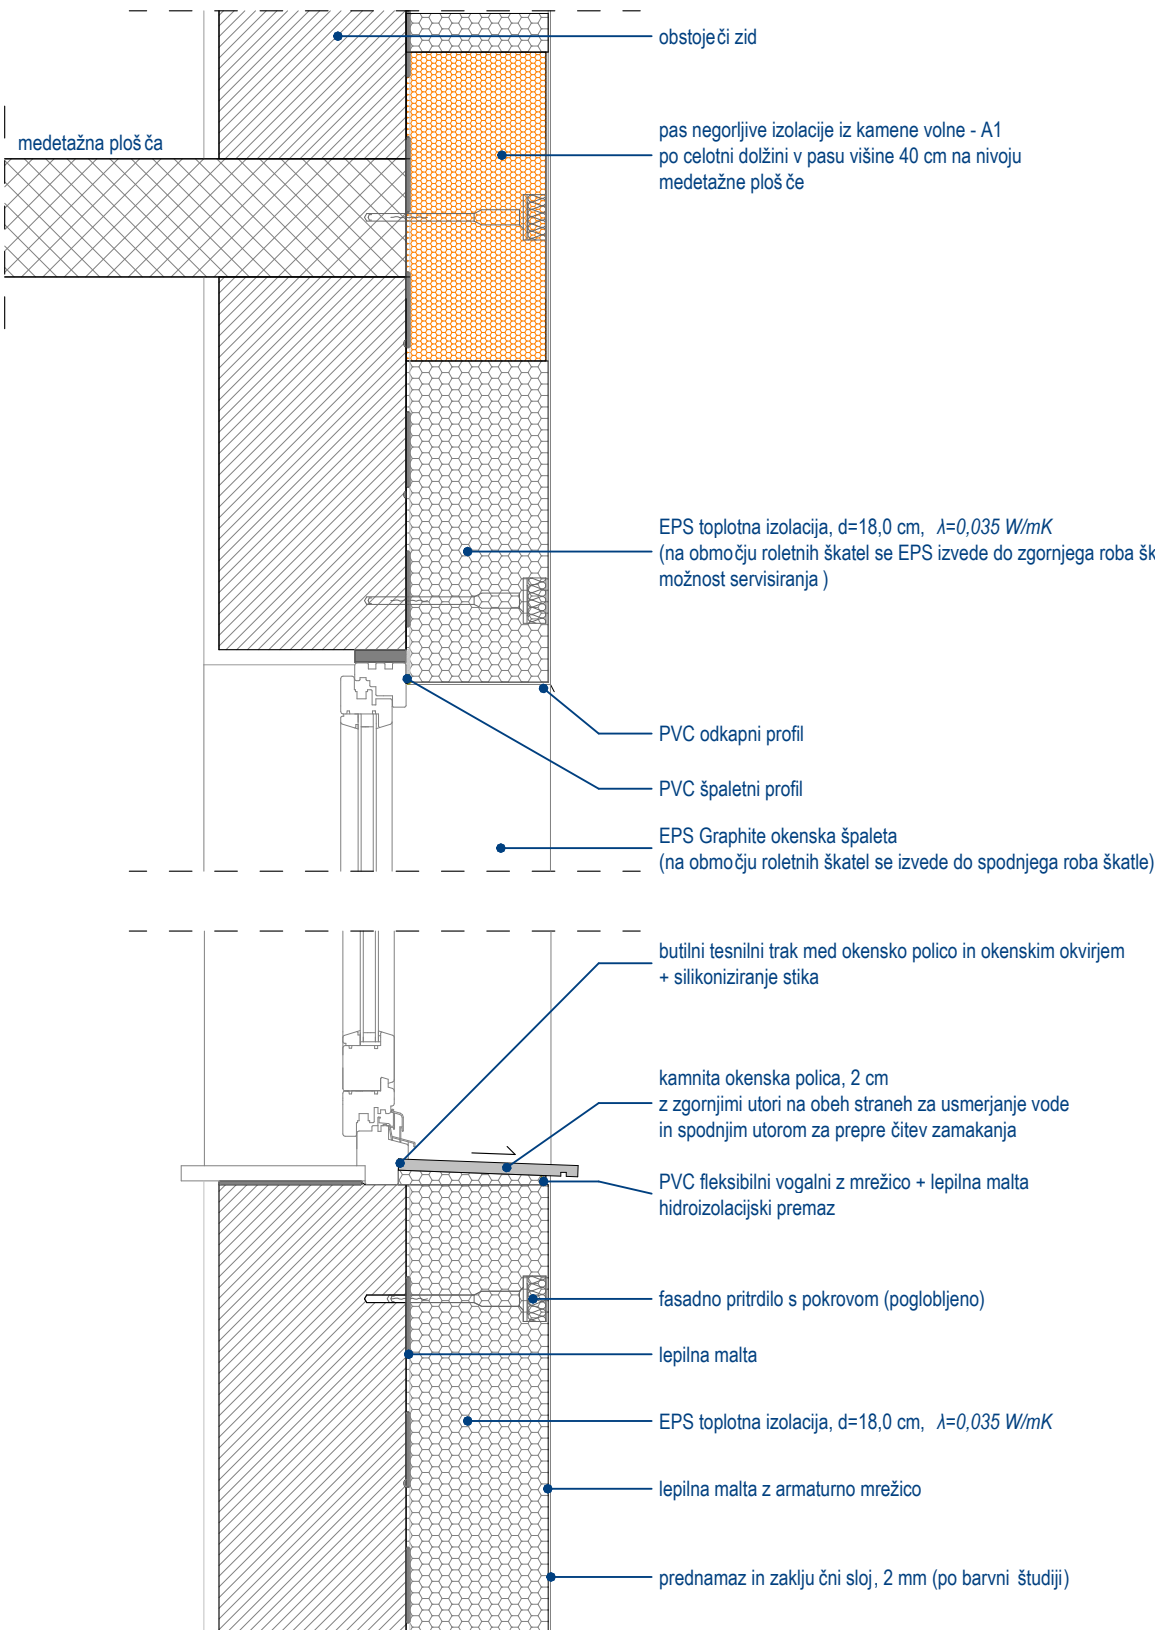 obstoječi zid
medetažna plošča
pas negorljive izolacije iz kamene volne - A1
po celotni dolžini v pasu višine 40 cm na nivoju
medetažne plošče
EPS toplotna izolacija, d=18,0 cm, λ=0,035 W/mK
(na območju roletnih škatel se EPS izvede do zgornjega roba šk
možnost servisiranja )
PVC odkapni profil
PVC špaletni profil
EPS Graphite okenska špaleta
(na območju roletnih škatel se izvede do spodnjega roba škatle)
butilni tesnilni trak med okensko polico in okenskim okvirjem
+ silikoniziranje stika
kamnita okenska polica, 2 cm
z zgornjimi utori na obeh straneh za usmerjanje vode
in spodnjim utorom za preprečitev zamakanja
PVC fleksibilni vogalni z mrežico + lepilna malta
hidroizolacijski premaz
fasadno pritrdilo s pokrovom (poglobljeno)
lepilna malta
EPS toplotna izolacija, d=18,0 cm, λ=0,035 W/mK
lepilna malta z armaturno mrežico
prednamaz in zaključni sloj, 2 mm (po barvni študiji)